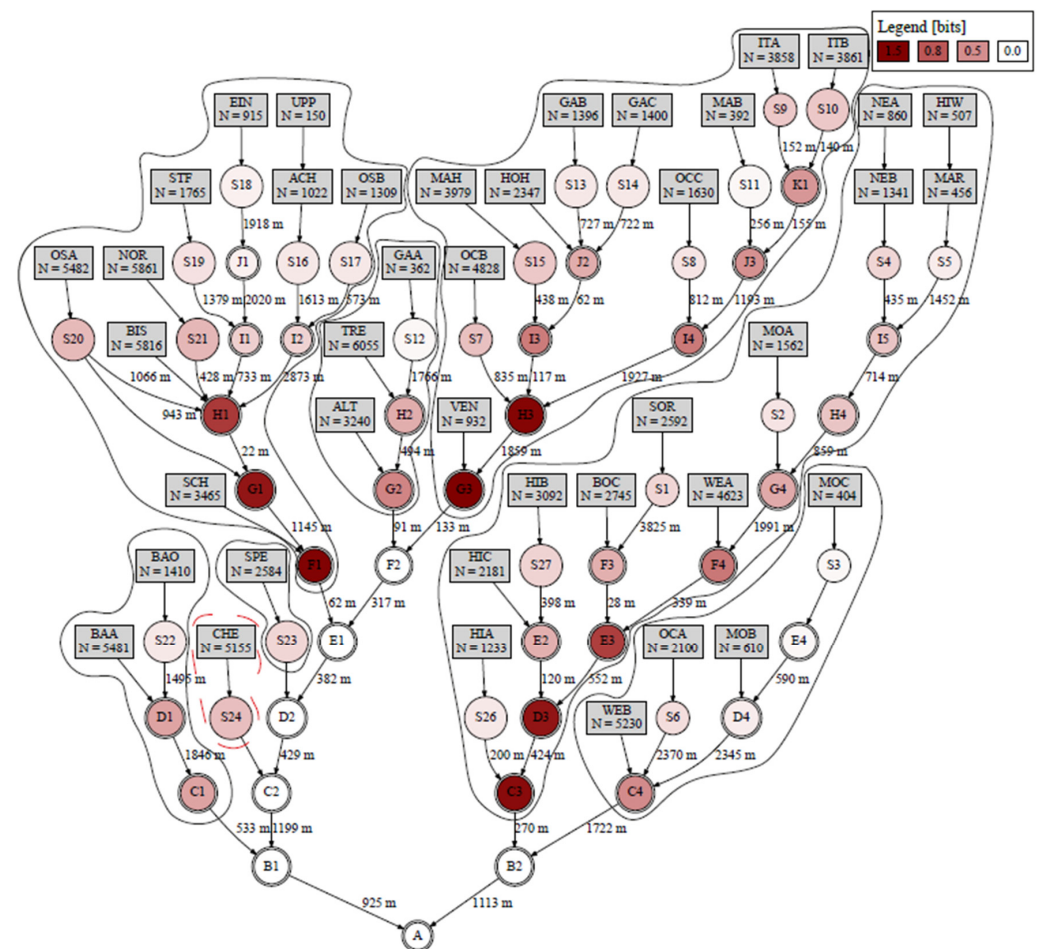 Legend [bits]
1.5 0.8 0.5 0.0
ITA
N = 3858
ITB
N = 3861
EIN
N = 915
UPP
N = 150
GAB
N = 1396
GAC
N = 1400
MAB
N = 392
S9
S10
NEA
N = 860
HIW
N = 507
152 m
140 m
STF
N = 1765
S18
ACH
N = 1022
OSB
N = 1309
MAH
N = 3979
HOH
N = 2347
S13
S14
OCC
N = 1630
S11
K1
NEB
N = 1341
MAR
N = 456
1918 m
727 m
722 m
256 m
155 m
OSA
N = 5482
NOR
N = 5861
S19
J1
S16
S17
GAA
N = 362
OCB
N = 4828
S15
J2
S8
J3
S4
S5
1379 m
2020 m
1613 m
573 m
438 m
62 m
812 m
1193 m
435 m
1452 m
S20
BIS
N = 5816
S21
I1
I2
TRE
N = 6055
S12
S7
I3
I4
MOA
N = 1562
I5
1066 m
428 m
733 m
2873 m
1766 m
835 m
117 m
1927 m
714 m
943 m
H1
ALT
N = 3240
H2
VEN
N = 932
H3
SOR
N = 2592
S2
H4
22 m
494 m
1859 m
859 m
SCH
N = 3465
G1
G2
G3
HIB
N = 3092
BOC
N = 2745
S1
WEA
N = 4623
G4
MOC
N = 404
1145 m
91 m
133 m
3825 m
1991 m
BAO
N = 1410
SPE
N = 2584
F1
F2
HIC
N = 2181
S27
F3
F4
S3
62 m
317 m
398 m
28 m
339 m
BAA
N = 5481
S22
CHE
N = 5155
S23
E1
HIA
N = 1233
E2
E3
OCA
N = 2100
MOB
N = 610
E4
1495 m
382 m
120 m
552 m
590 m
D1
S24
D2
S26
D3
WEB
N = 5230
S6
D4
1846 m
429 m
200 m
424 m
2370 m
2345 m
C1
C2
C3
C4
533 m
1199 m
270 m
1722 m
B1
B2
925 m
1113 m
A